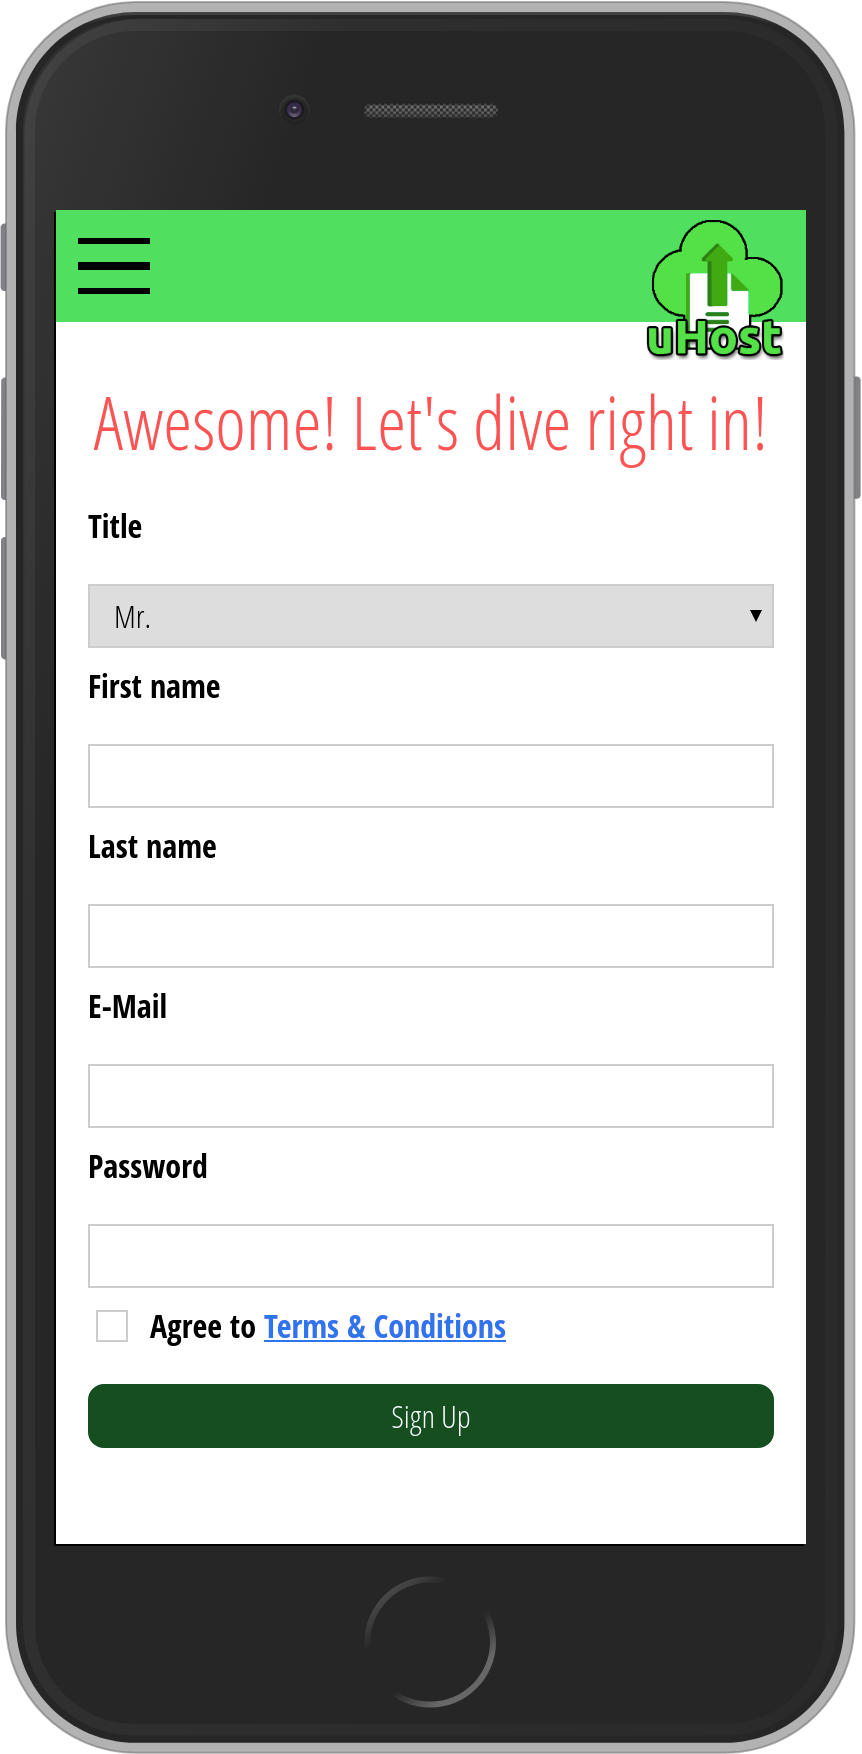 uHost
Awesome! Let's dive right in!
Title
Mr.
First name
Last name
E-Mail
Password
Agree to Terms & Conditions
Sign Up